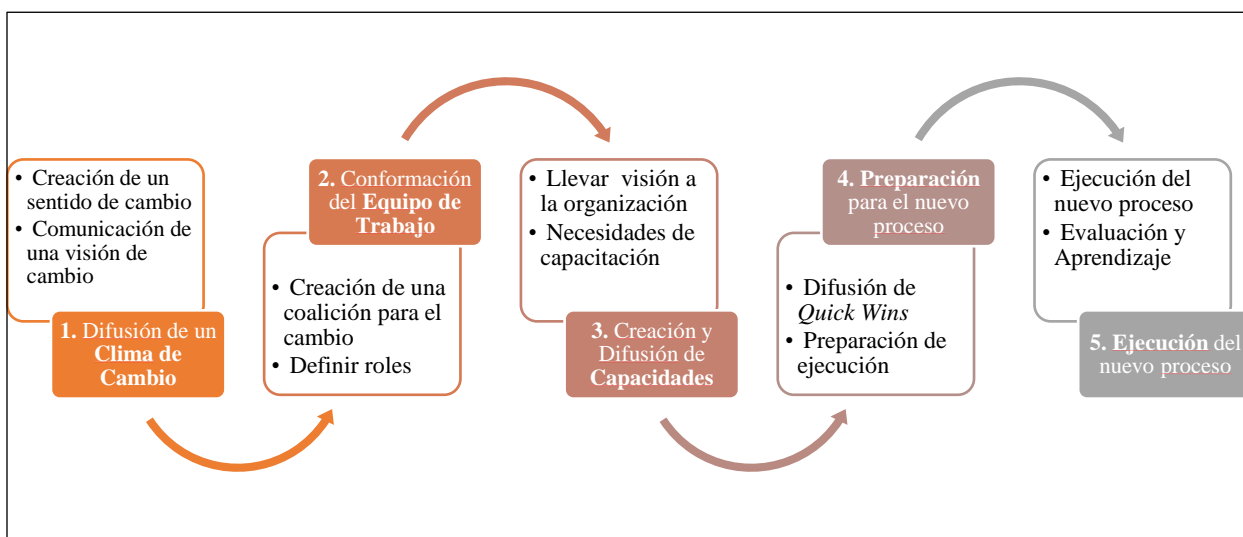 • Creación de un
sentido de cambio
• Comunicación de
una visión de
cambio
1. Difusión de un
Clima de
Cambio
2. Conformación
del Equipo de
Trabajo
• Creación de una
coalición para el
cambio
• Definir roles
• Llevar visión a
la organización
• Necesidades de
capacitación
3. Creación y
Difusión de
Capacidades
4. Preparación
para el nuevo
proceso
• Difusión de
Quick Wins
• Preparación de
ejecución
• Ejecución del
nuevo proceso
• Evaluación y
Aprendizaje
5. Ejecución del
nuevo proceso